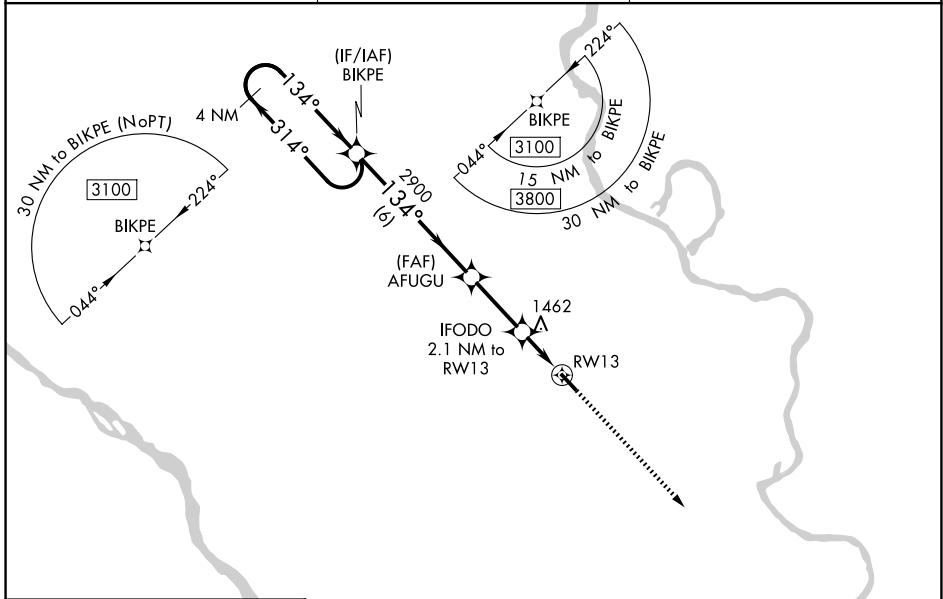 (IF/IAF)
BIKPE
4 NM
134°
314°
30 NM to BIKPE (NoPT)
3100
BIKPE
224°
044°
224°
BIKPE
044°
3100
15 NM to BIKPE
3800
30 NM to BIKPE
2900
134°
(6)
(FAF)
AFUGU
1462
IFODO
2.1 NM to
RW13
RW13